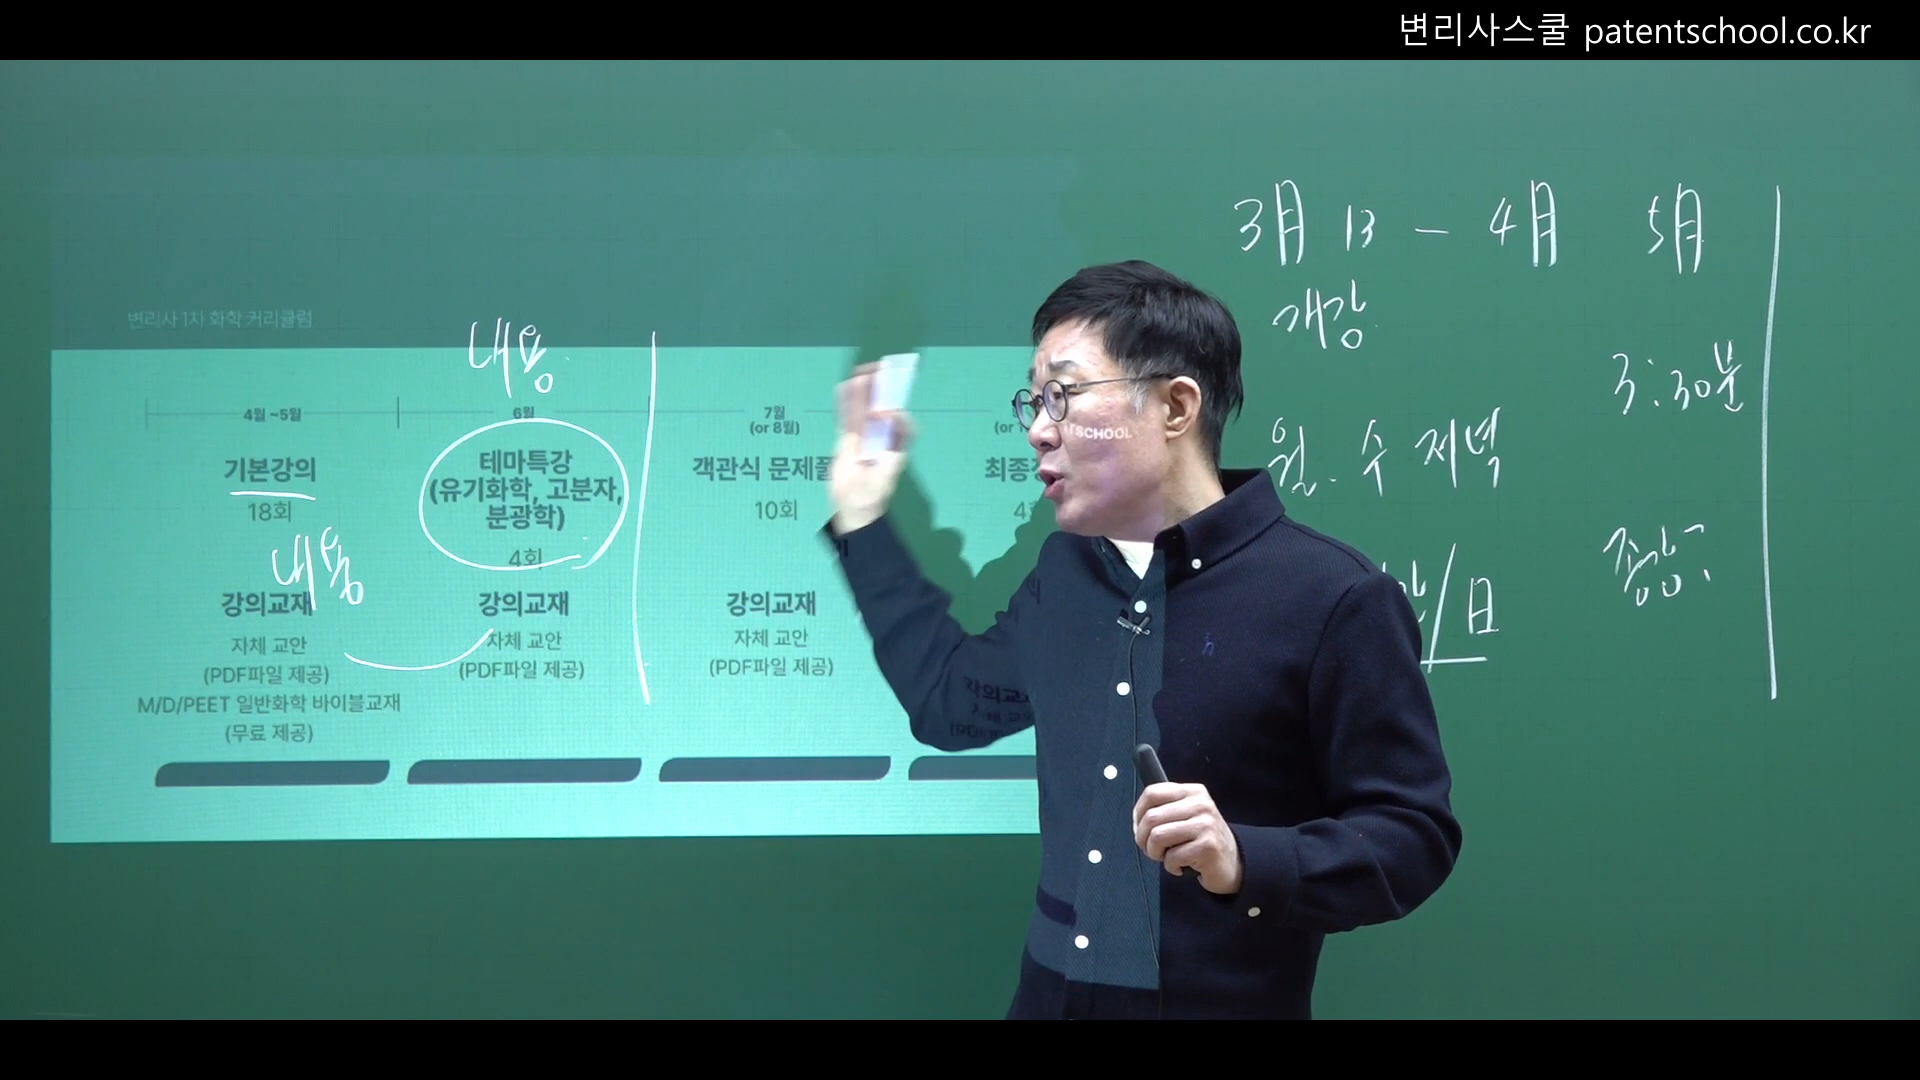 변리사스쿨 patentschool.co.kr
변리사 1차 화학 커리큘럼
내용
4월 ~5월
기본강의
18회
내용
강의교재
자체 교안
(PDF파일 제공)
M/D/PEET 일반화학 바이블교재
(무료 제공)
6월
테마특강
(유기화학, 고분자,
분광학)
4회
강의교재
자체 교안
(PDF파일 제공)
7월
(or 8월)
객관식 문제풀
10회
강의교재
자체 교안
(PDF파일 제공)
(or
최종
강의교재
SCHOOL
3月 13 - 4月 5月
개강
3:30분
월. 수 저녁
종강
/日